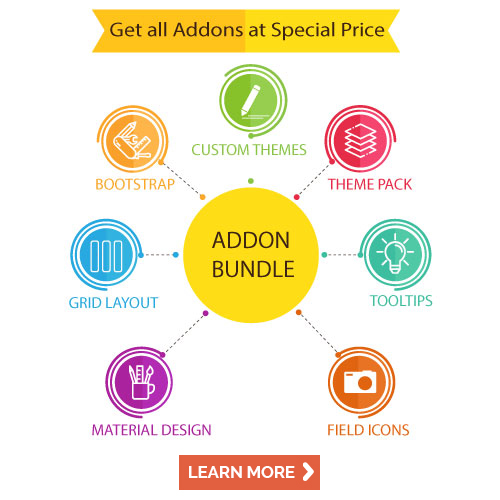 Get all Addons at Special Price
CUSTOM THEMES
BOOTSTRAP
THEME PACK
ADDON
BUNDLE
GRID LAYOUT
TOOLTIPS
MATERIAL DESIGN
FIELD ICONS
LEARN MORE